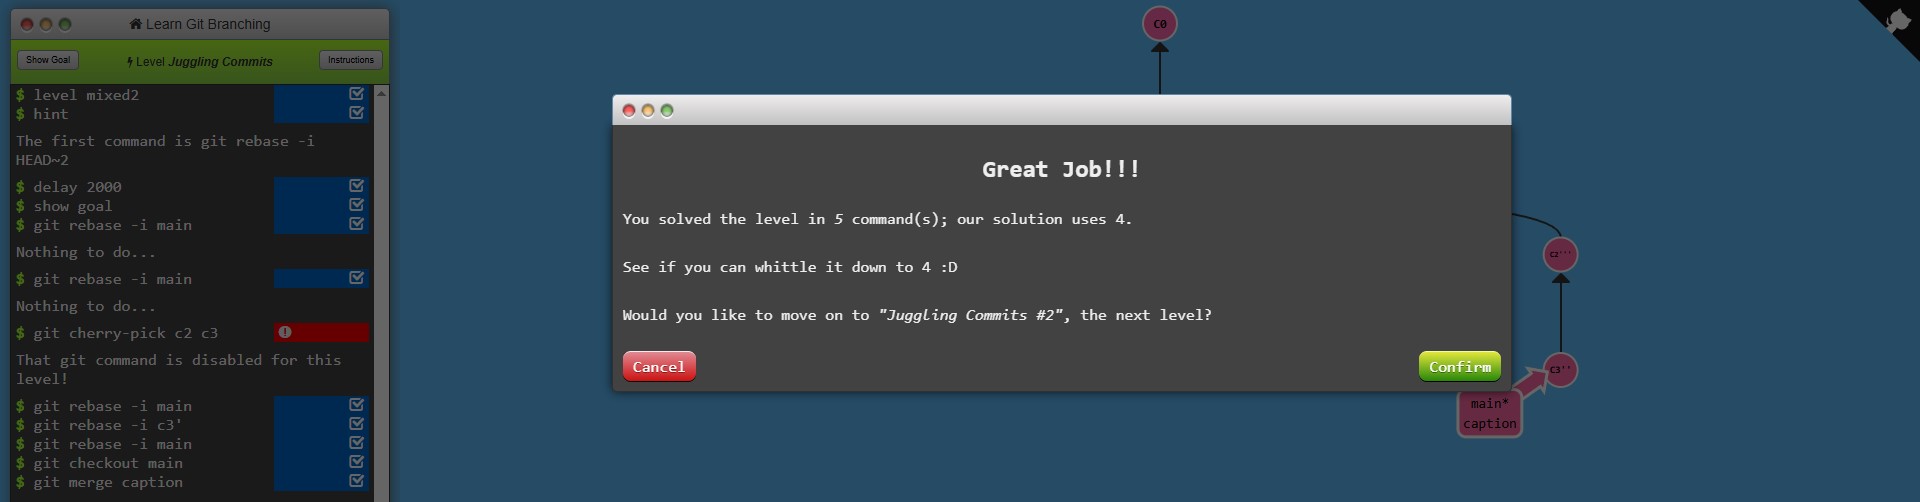 Learn Git Branching
Show Goal
Level Juggling Commits
Instructions
$ level mixed2
$ hint
The first command is git rebase -i
HEAD~2
$ delay 2000
$ show goal
$ git rebase -i main
Nothing to do...
$ git rebase -i main
Nothing to do...
$ git cherry-pick c2 c3
That git command is disabled for this
level!
$ git rebase -i main
$ git rebase -i c3'
$ git rebase -i main
$ git checkout main
$ git merge caption
C0
Great Job!!!
You solved the level in 5 command(s); our solution uses 4.
See if you can whittle it down to 4 :D
Would you like to move on to "Juggling Commits #2", the next level?
Cancel
Confirm
C2'''
C3''
main*
caption